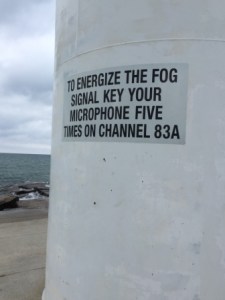 TO ENERGIZE THE FOG
SIGNAL KEY YOUR
MICROPHONE FIVE
TIMES ON CHANNEL 83A